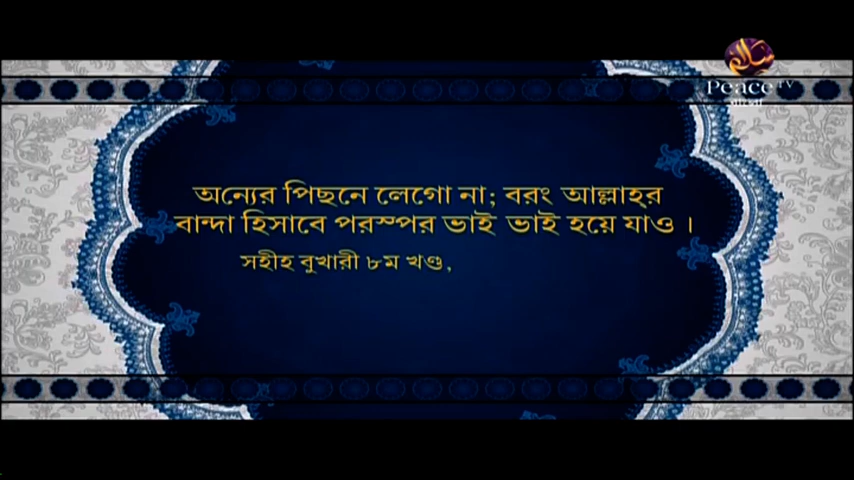 Peace TV
বাংলা
অন্যের পিছনে লেগো না; বরং আল্লাহ্‌র
বান্দা হিসাবে পরস্পর ভাই ভাই হয়ে যাও ।
সহীহ বুখারী ৮ম খণ্ড,